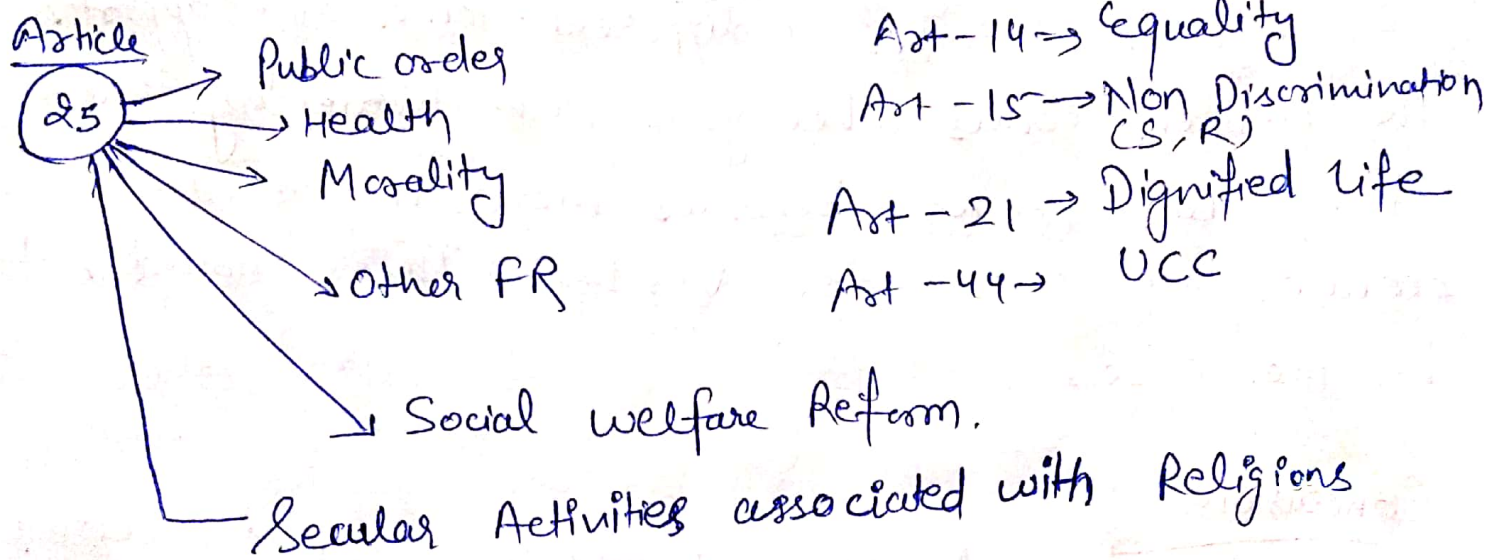 Article
25
Public order
Health
Morality
Other FR
Social welfare Reform.
Secular Activities associated with Religions
Art-14→ Equality
Art-15→Non Discrimination
(S,R)
Art-21→ Dignified life
Art-44→ UCC